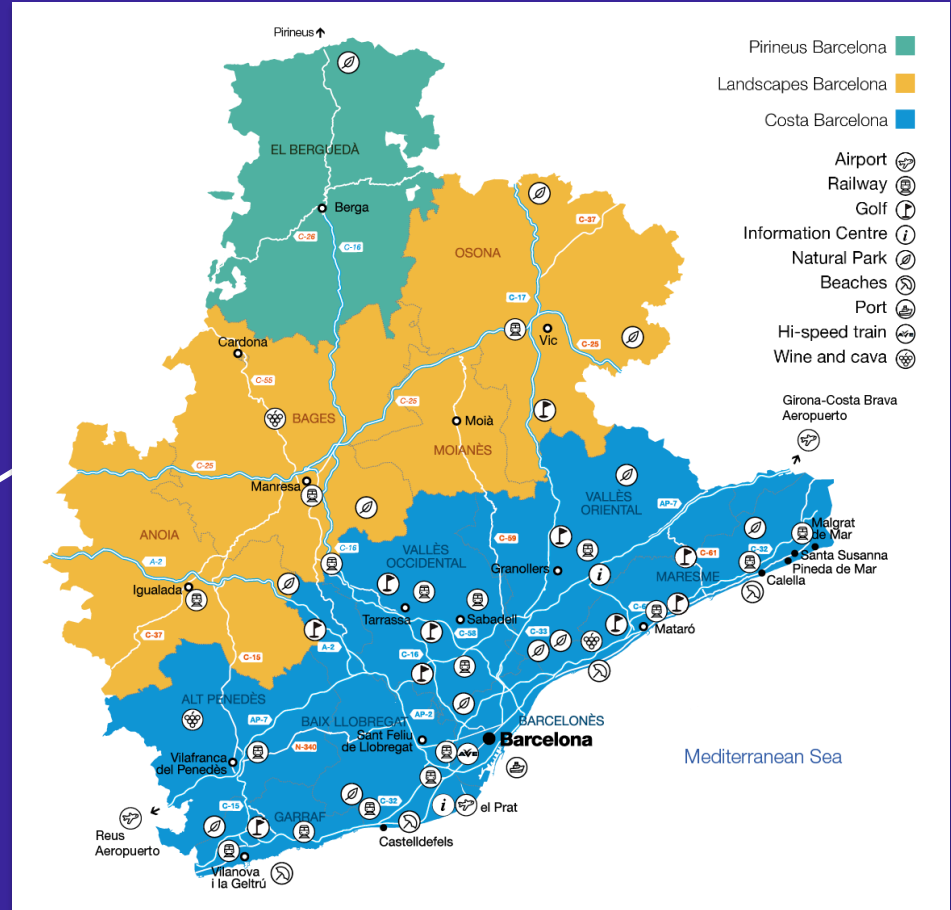 Pirineus
Pirineus Barcelona
Landscapes Barcelona
Costa Barcelona
Airport
Railway
Golf
Information Centre
i
Natural Park
Beaches
Port
Hi-speed train
Wine and cava
EL BERGUEDÀ
Berga
C-26
C-16
C-37
OSONA
C-17
Vic
C-25
Cardona
C-55
C-25
BAGES
Moià
MOIANÈS
Girona-Costa Brava
Aeropuerto
C-25
Manresa
VALLÈS
ORIENTAL
AP-7
ANOIA
A-2
C-16
VALLÈS
OCCIDENTAL
C-59
Granollers
i
C-61
MARESME
C-32
Malgrat
de Mar
Santa Susanna
Pineda de Mar
Calella
Igualada
Tarrassa
Sabadell
C-58
C-33
Mataró
C-37
C-15
A-2
C-16
ALT PENEDÈS
AP-7
BAIX LLOBREGAT
AP-2
Sant Feliu
de Llobregat
N-340
BARCELONÈS
Barcelona
Mediterranean Sea
Vilafranca
del Penedès
C-15
GARRAF
C-32
i
el Prat
Castelldefels
Reus
Aeropuerto
Vilanova
i la Geltrú